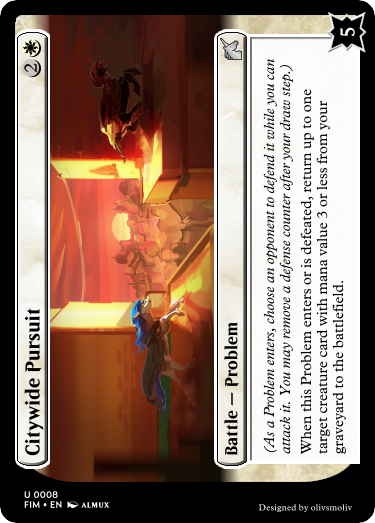 Citywide Pursuit
2
Battle — Problem
(As a Problem enters, choose an opponent to defend it while you can
attack it. You may remove a defense counter after your draw step.)
When this Problem enters or is defeated, return up to one
target creature card with mana value 3 or less from your
graveyard to the battlefield.
5
U 0008
FIM • EN ALMUX
Designed by olivsmoliv